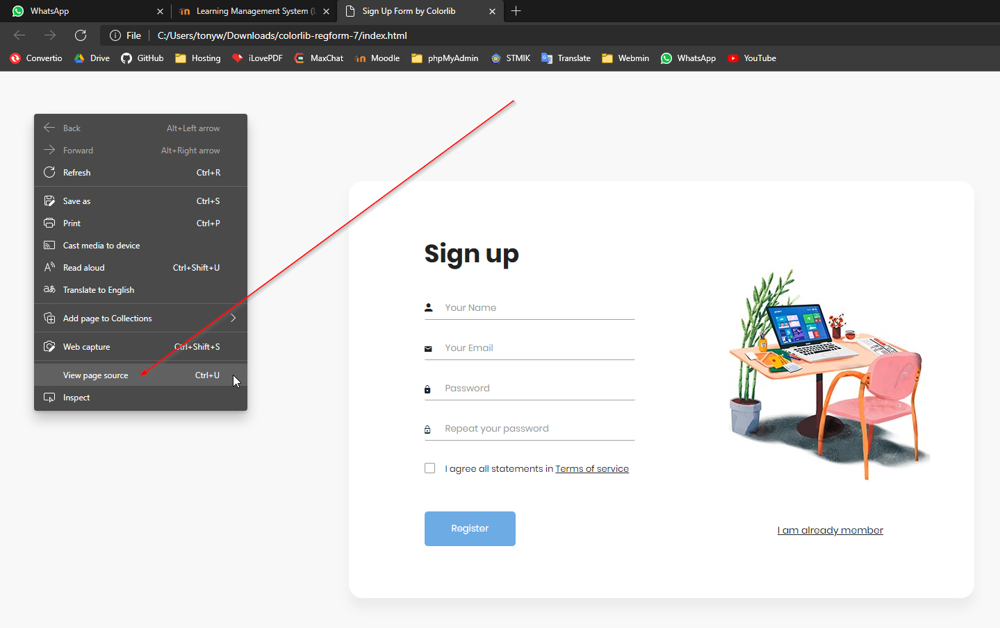 WhatsApp
Learning Management System (L
Sign Up Form by Colorlib
File
C:/Users/tonyw/Downloads/colorlib-regform-7/index.html
Convertio
Drive
GitHub
Hosting
iLovePDF
MaxChat
Moodle
phpMyAdmin
STMIK
Translate
Webmin
WhatsApp
YouTube
Back Alt+Left arrow
Forward Alt+Right arrow
Refresh Ctrl+R
Save as Ctrl+S
Print Ctrl+P
Cast media to device
Read aloud Ctrl+Shift+U
Translate to English
Add page to Collections
Web capture Ctrl+Shift+S
View page source Ctrl+U
Inspect
Sign up
Your Name
Your Email
Password
Repeat your password
I agree all statements in Terms of service
Register
I am already member